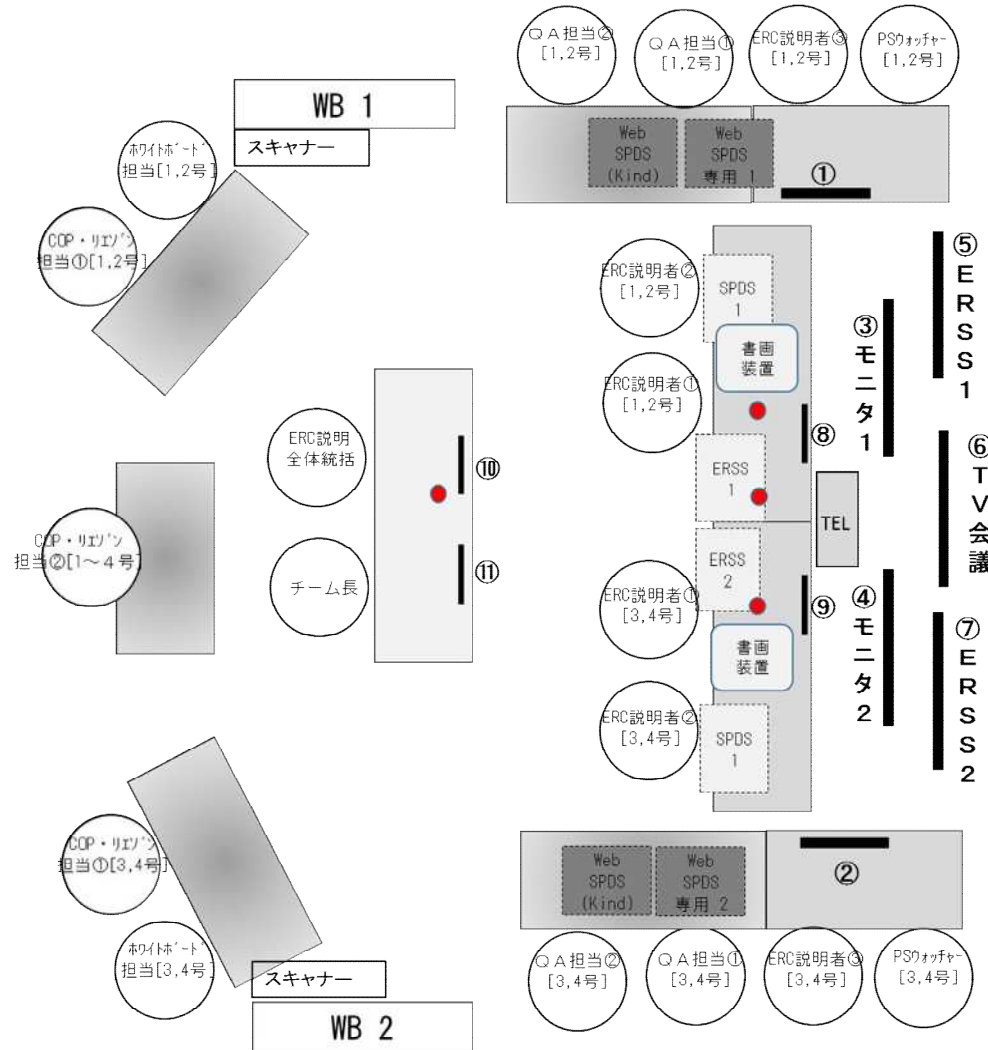 QA担当②
[1,2号]
QA担当①
[1,2号]
ERC説明者③
[1,2号]
PSウォッチャー
[1,2号]
WB 1
スキャナー
Web
SPDS
(Kind)
Web
SPDS
専用 1
①
ホワイトボード
担当[1,2号]
COP・リエゾン
担当①[1,2号]
ERC説明者②
[1,2号]
SPDS
1
書画
装置
⑤ERSS1
③モニタ1
ERC説明者①
[1,2号]
⑧
ERC説明
全体統括
⑩
ERSS
1
⑥TV会議
TEL
COP・リエゾン
担当②[1～4号]
チーム長
⑪
ERSS
2
ERC説明者①
[3,4号]
⑨
④モニタ2
⑦ERSS2
書画
装置
ERC説明者②
[3,4号]
SPDS
1
COP・リエゾン
担当①[3,4号]
ホワイトボード
担当[3,4号]
スキャナー
WB 2
Web
SPDS
(Kind)
Web
SPDS
専用 2
②
QA担当②
[3,4号]
QA担当①
[3,4号]
ERC説明者③
[3,4号]
PSウォッチャー
[3,4号]